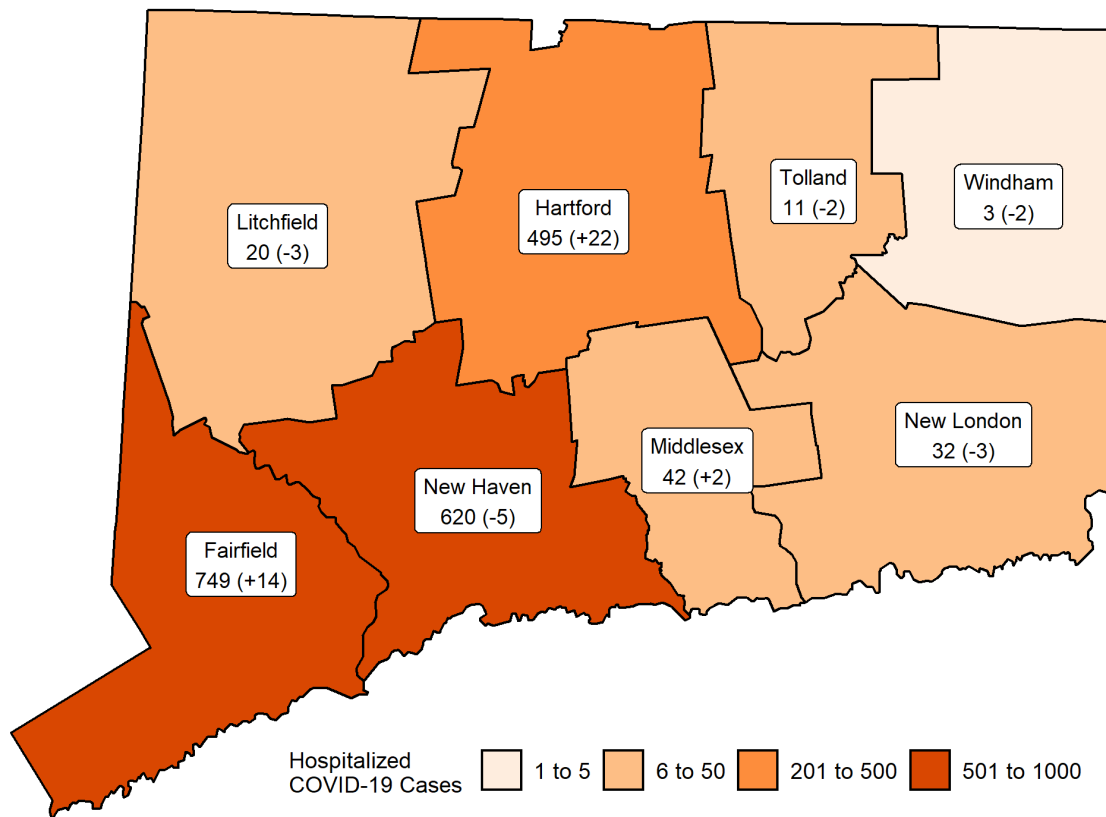 Litchfield
20 (-3)
Hartford
495 (+22)
Tolland
11 (-2)
Windham
3 (-2)
Fairfield
749 (+14)
New Haven
620 (-5)
Middlesex
42 (+2)
New London
32 (-3)
Hospitalized
COVID-19 Cases
1 to 5
6 to 50
201 to 500
501 to 1000